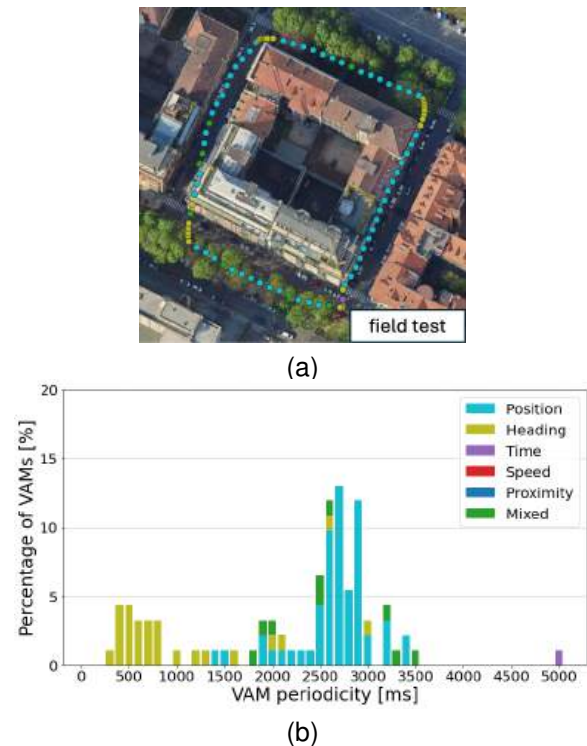 field test
(a)
20
15
10
5
0
Percentage of VAMs [%]
Position
Heading
Time
Speed
Proximity
Mixed
0 500 1000 1500 2000 2500 3000 3500 4000 4500 5000
VAM periodicity [ms]
(b)